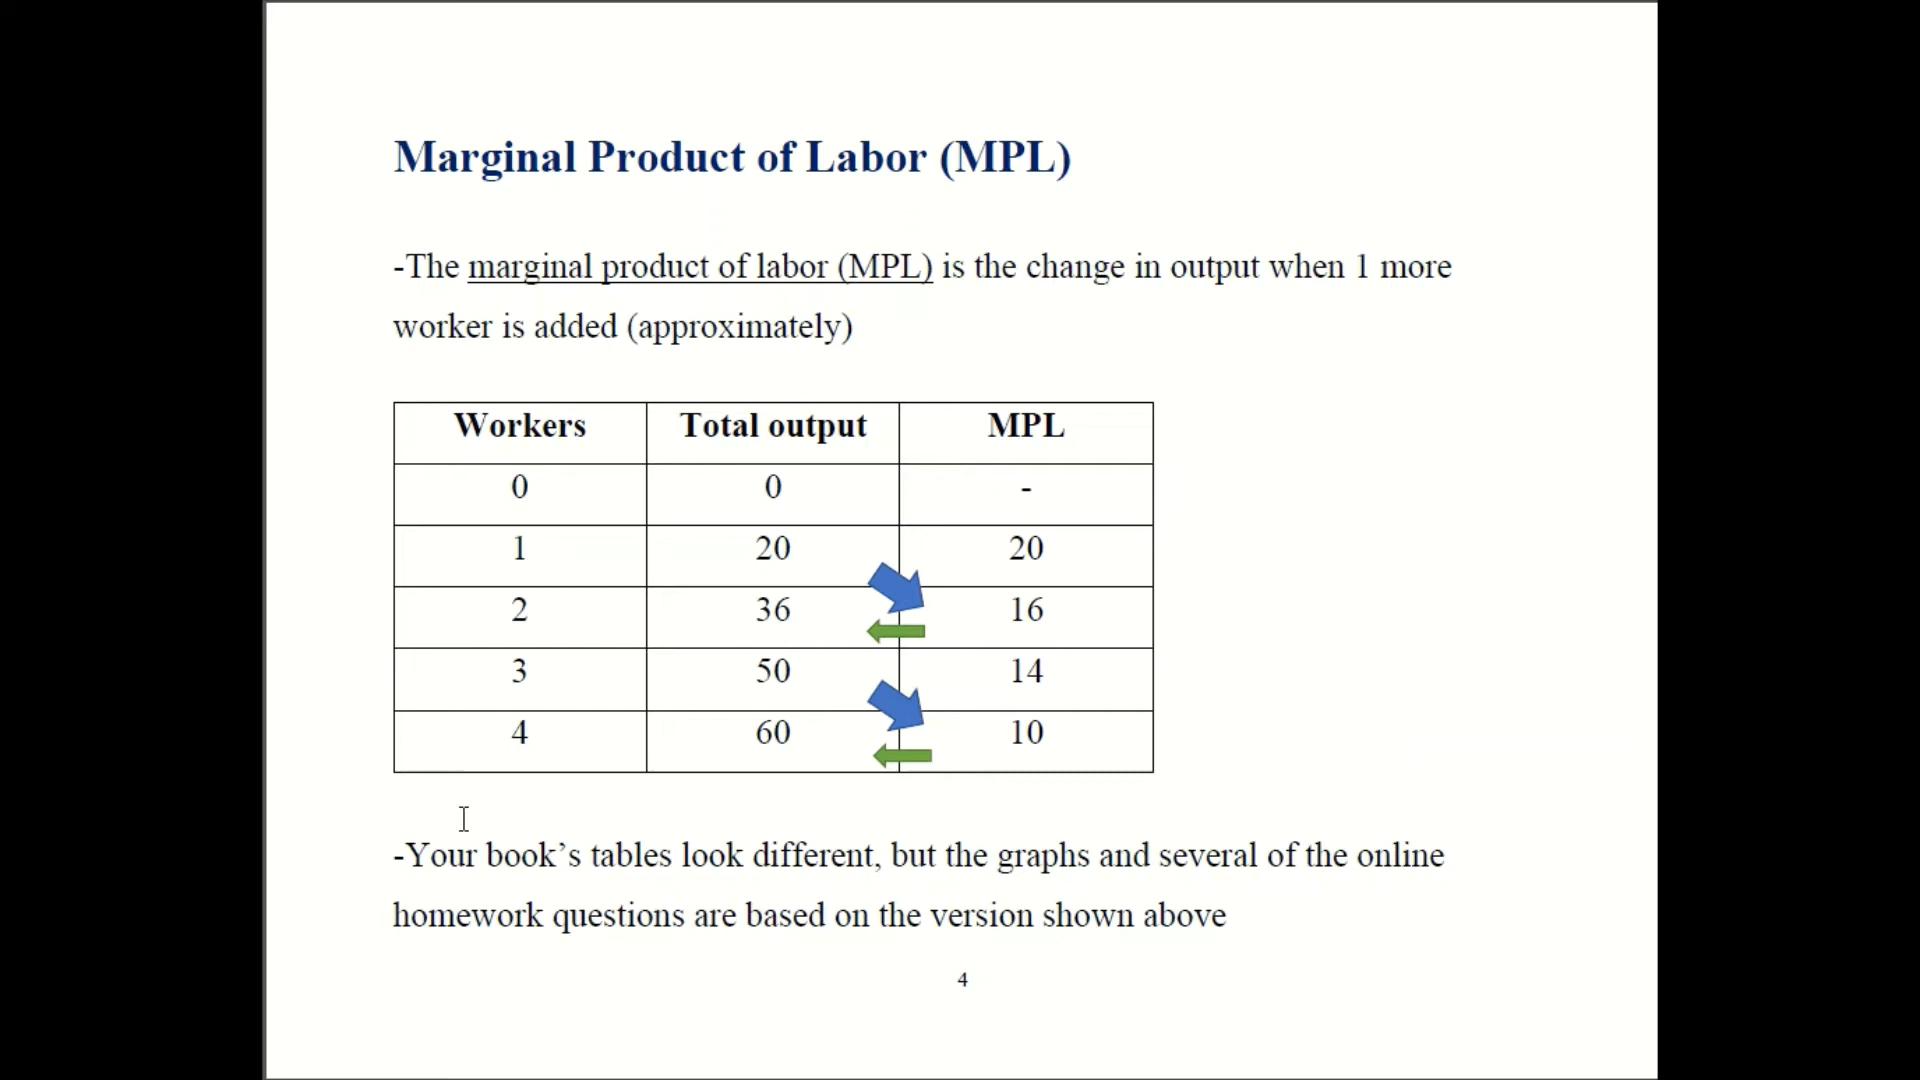 Marginal Product of Labor (MPL)
-The marginal product of labor (MPL) is the change in output when 1 more
worker is added (approximately)
Workers Total output MPL
0 0 -
1 20 20
2 36 16
3 50 14
4 60 10
-Your book’s tables look different, but the graphs and several of the online
homework questions are based on the version shown above
4